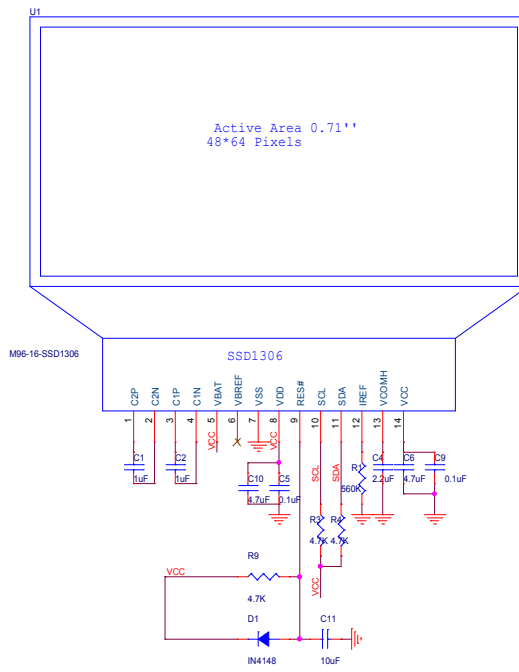 U1
Active Area 0.71''
48*64 Pixels
M96-16-SSD1306
SSD1306
C2P
C2N
C1P
C1N
VBAT
VBREF
VSS
VDD
RES#
SCL
SDA
IREF
VCOMH
VCC
1
2
3
4
5
6
7
8
9
10
11
12
13
14
VCC
VCC
SCL
SDA
C1
1uF
C2
1uF
C10
4.7uF
C5
0.1uF
R1
560K
C4
2.2uF
C6
4.7uF
C9
0.1uF
R3
4.7K
R4
4.7K
VCC
R9
VCC
4.7K
D1
IN4148
C11
10uF